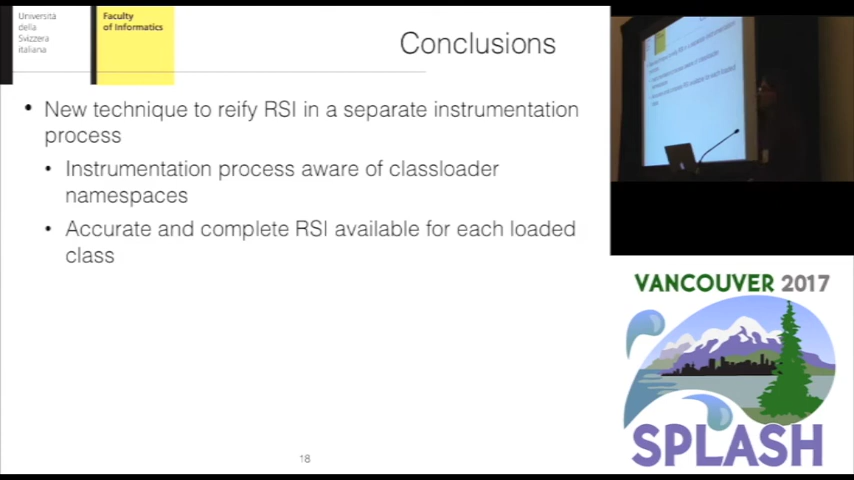 Università
della
Svizzera
italiana
Faculty
of Informatics
Conclusions
• New technique to reify RSI in a separate instrumentation
process
• Instrumentation process aware of classloader
namespaces
• Accurate and complete RSI available for each loaded
class
18
VANCOUVER 2017
SPLASH